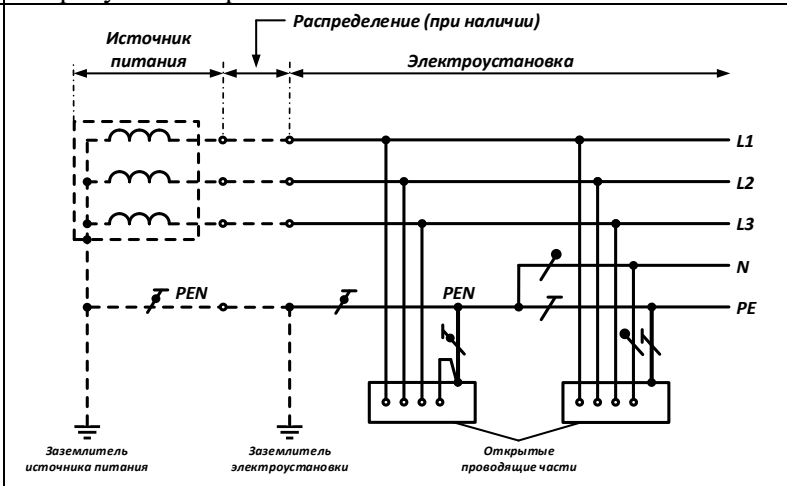 Распределение (при наличии)
Источник
питания
Электроустановка
L1
L2
L3
N
PEN
PEN
PE
Заземлитель
источника питания
Заземлитель
электроустановки
Открытые
проводящие части